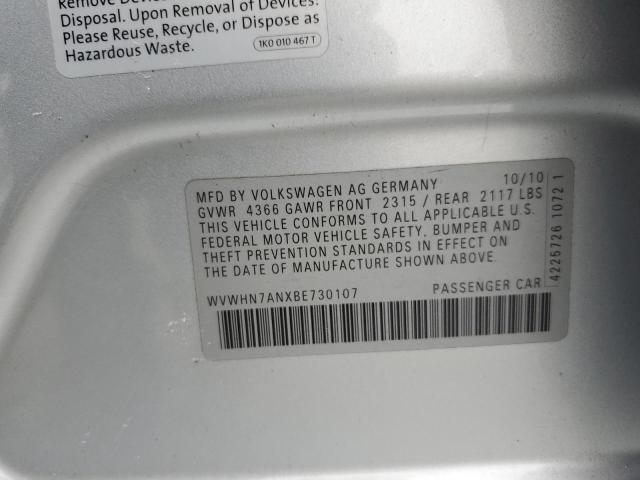 Remove Devices
Disposal. Upon Removal of Devices:
Please Reuse, Recycle, or Dispose as
Hazardous Waste.
1K0 010 467 T
MFD BY VOLKSWAGEN AG GERMANY 10/10
GVWR 4366 GAWR FRONT 2315 / REAR 2117 LBS
THIS VEHICLE CONFORMS TO ALL APPLICABLE U.S.
FEDERAL MOTOR VEHICLE SAFETY, BUMPER AND
THEFT PREVENTION STANDARDS IN EFFECT ON
THE DATE OF MANUFACTURE SHOWN ABOVE.
WVWHN7ANXBE730107 PASSENGER CAR
4225726 1072 1